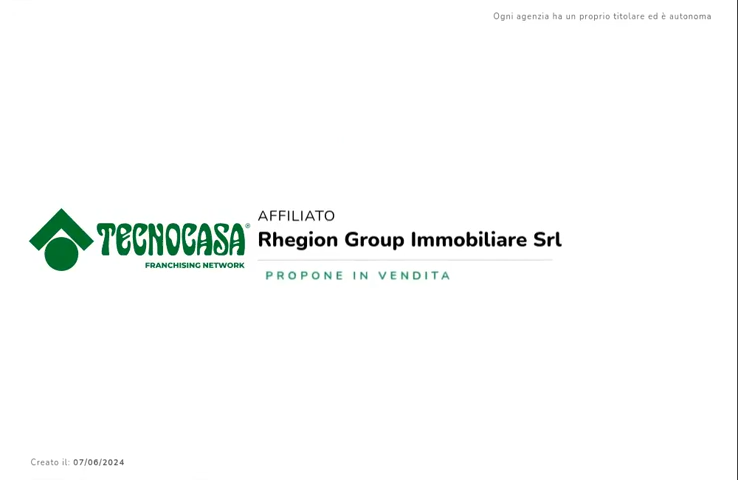 Ogni agenzia ha un proprio titolare ed è autonoma
AFFILIATO
TECNOCASA®
Rhegion Group Immobiliare Srl
FRANCHISING NETWORK
PROPONE IN VENDITA
Creato il: 07/06/2024